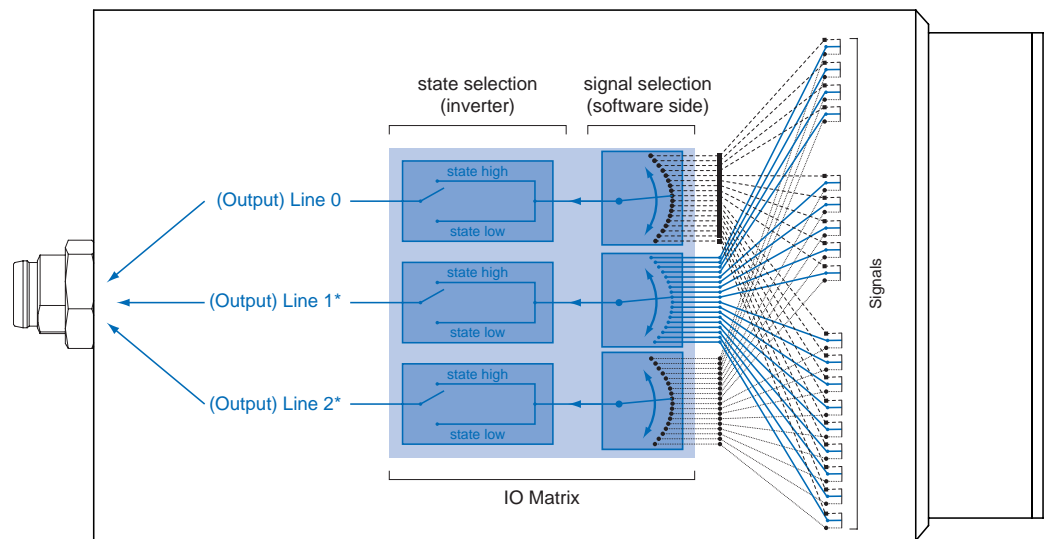 state selection
(inverter)
signal selection
(software side)
state high
(Output) Line 0
state low
state high
(Output) Line 1*
state low
state high
(Output) Line 2*
state low
Signals
IO Matrix